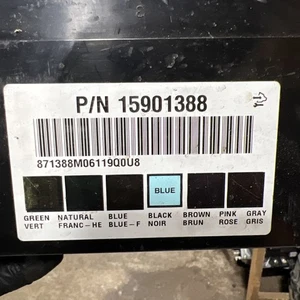 P/N 15901388
871388M06119Q0U8
BLUE
GREEN NATURAL BLUE BLACK BROWN PINK GRAY
VERT FRANC-HE BLUE-F NOIR BRUN ROSE GRIS